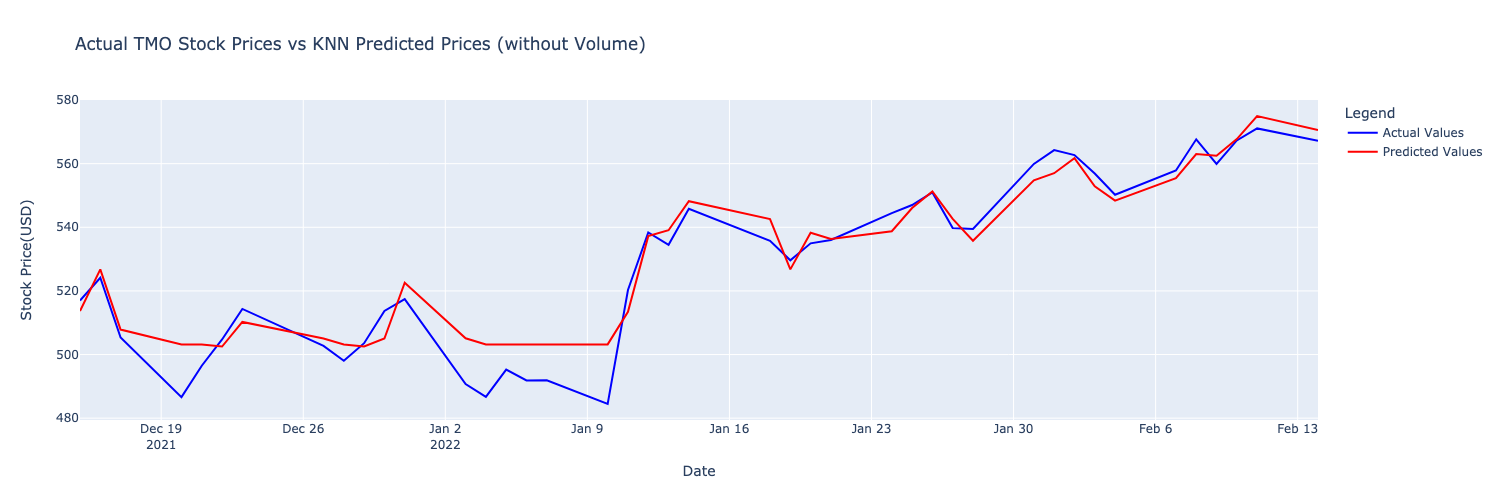 Actual TMO Stock Prices vs KNN Predicted Prices (without Volume)
580
560
540
520
500
480
Stock Price(USD)
Dec 19
2021
Dec 26
Jan 2
2022
Jan 9
Jan 16
Jan 23
Jan 30
Feb 6
Feb 13
Date
Legend
Actual Values
Predicted Values